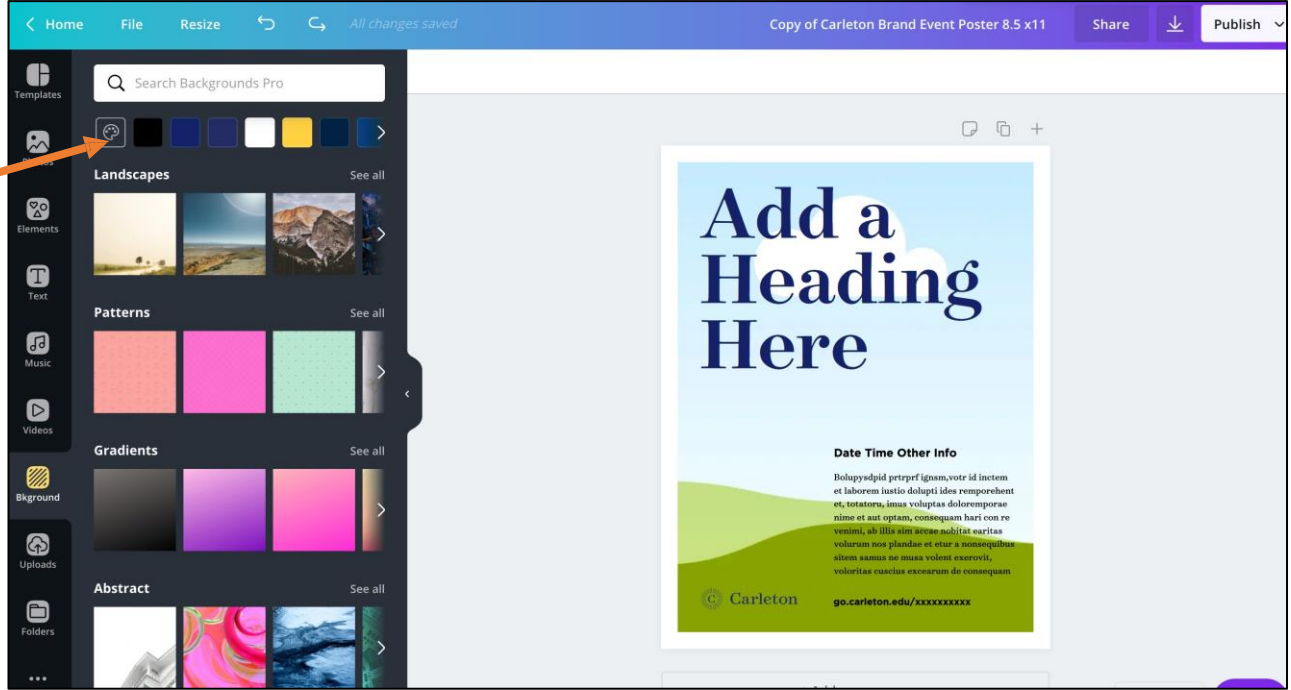 Home File Resize All changes saved Copy of Carleton Brand Event Poster 8.5 x11 Share Publish
Templates
Elements
Text
Music
Videos
Bkground
Uploads
Folders
Search Backgrounds Pro
Landscapes See all
Patterns See all
Gradients See all
Abstract See all
Add a
Heading
Here
Date Time Other Info
Bolupysdpid prtrprf ignam,votr id inctem
et laborem iustio dolupti ides remporehent
et, totatoru, imus voluptas doloremporae
nime et aut optam, consequam hari con re
venimi, ab illis sim accae nobitat earitas
volurum nos plandae et etur a nonsequibus
sitem samus ne musa volent exerovit,
voloritas cuscius excearum de consequam
C Carleton
go.carleton.edu/xxxxxxxxxx